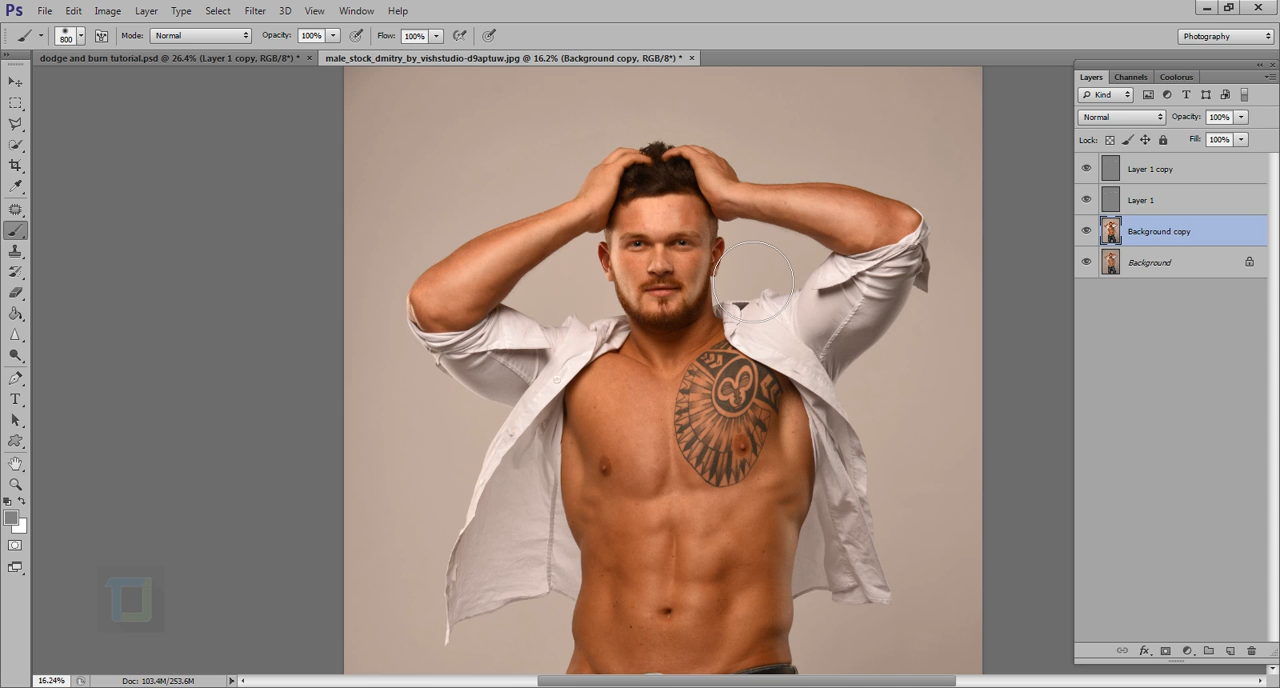 Ps File Edit Image Layer Type Select Filter 3D View Window Help
800 Mode: Normal Opacity: 100% Flow: 100% Photography
dodge and burn tutorial.psd @ 26.4% (Layer 1 copy, RGB/8*) * × male_stock_dmitry_by_vishstudio-d9aptuw.jpg @ 16.2% (Background copy, RGB/8*) * ×
Layers Channels Coolorus
Kind
Normal Opacity: 100%
Lock: Fill: 100%
Layer 1 copy
Layer 1
Background copy
Background
16.24% Doc: 103.4M/253.6M